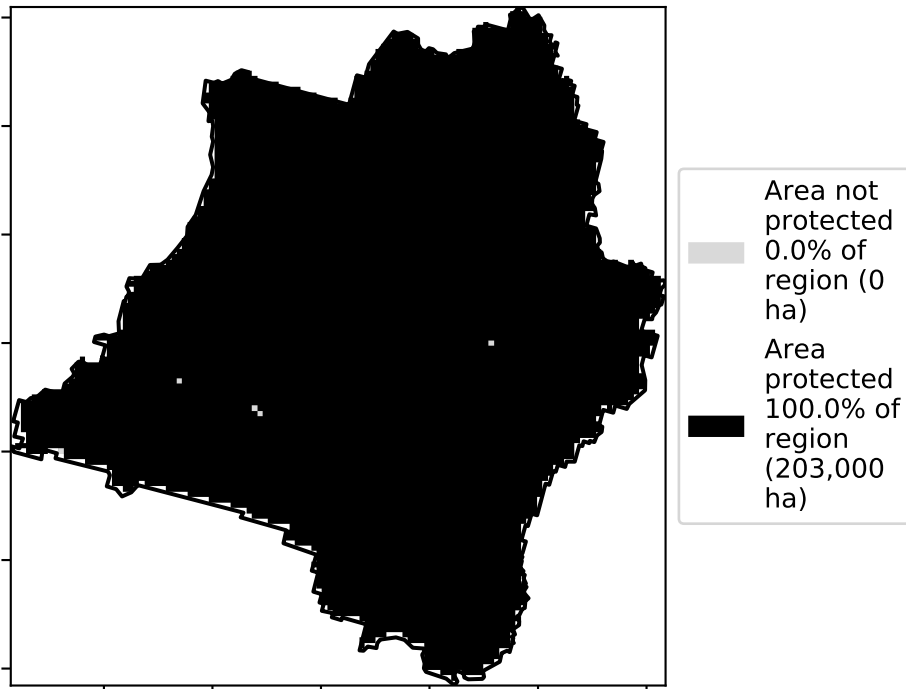 Area not
protected
0.0% of
region (0
ha)
Area
protected
100.0% of
region
(203,000
ha)